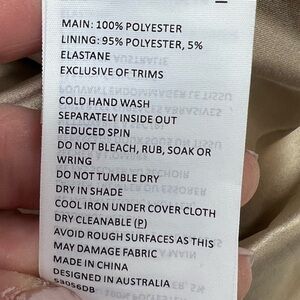 MAIN: 100% POLYESTER
LINING: 95% POLYESTER, 5%
ELASTANE
EXCLUSIVE OF TRIMS
COLD HAND WASH
SEPARATELY INSIDE OUT
REDUCED SPIN
DO NOT BLEACH, RUB, SOAK OR
WRING
DO NOT TUMBLE DRY
DRY IN SHADE
COOL IRON UNDER COVER CLOTH
DRY CLEANABLE (P)
AVOID ROUGH SURFACES AS THIS
MAY DAMAGE FABRIC
MADE IN CHINA
DESIGNED IN AUSTRALIA